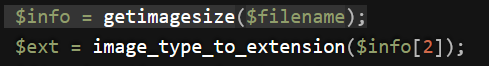 $info = getimagesize($filename);
$ext = image_type_to_extension($info[2]);